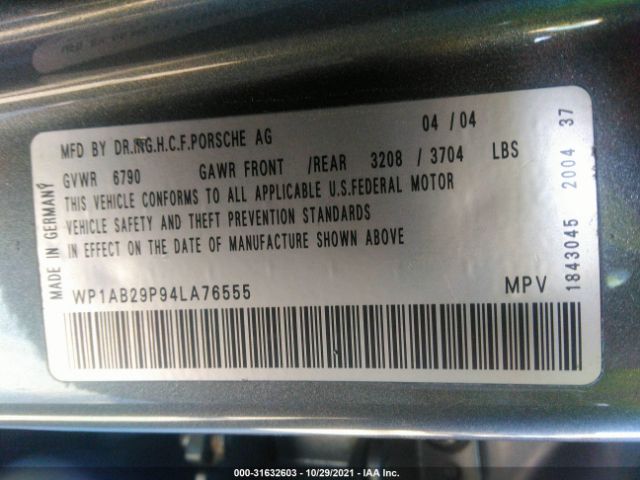 MFD BY DR.ING.H.C.F.PORSCHE AG 04 / 04
GVWR 6790 GAWR FRONT /REAR 3208 / 3704 LBS
THIS VEHICLE CONFORMS TO ALL APPLICABLE U.S.FEDERAL MOTOR
VEHICLE SAFETY AND THEFT PREVENTION STANDARDS
IN EFFECT ON THE DATE OF MANUFACTURE SHOWN ABOVE
WP1AB29P94LA76555 MPV
MADE IN GERMANY
1843045 2004 37
000-31632603 - 10/29/2021 - IAA Inc.